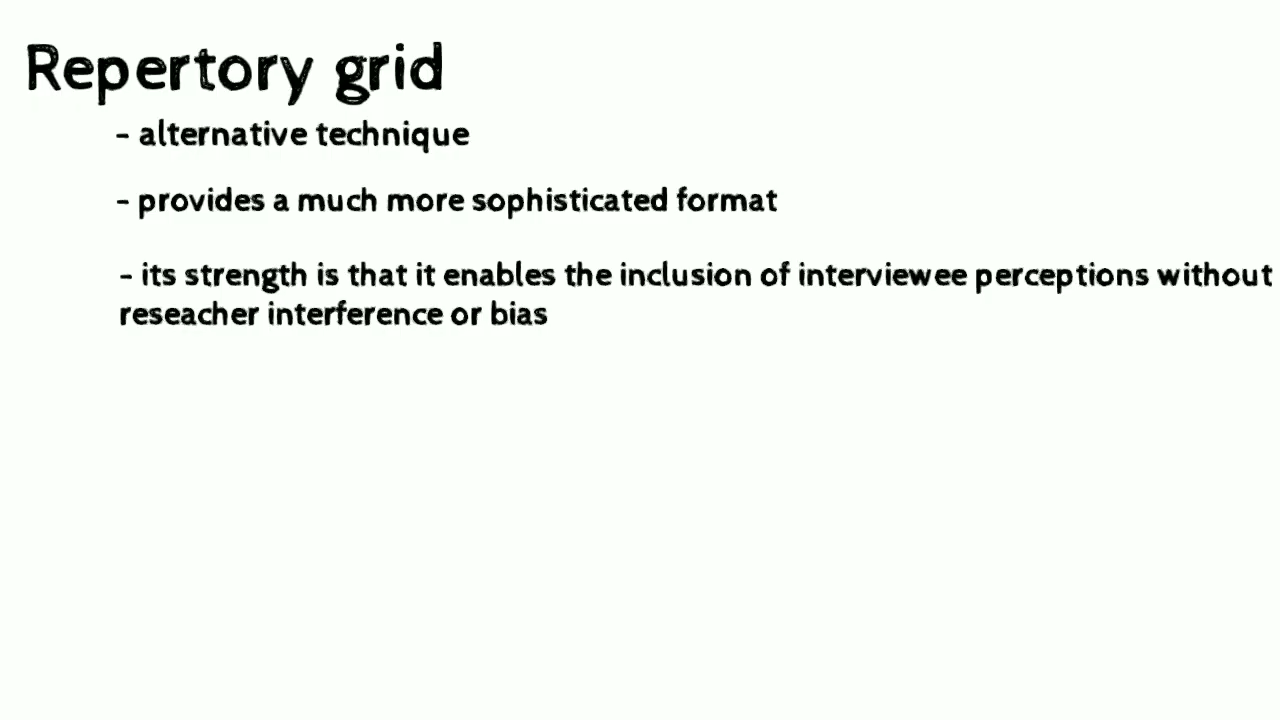 Repertory grid
- alternative technique
- provides a much more sophisticated format
- its strength is that it enables the inclusion of interviewee perceptions without
reseacher interference or bias